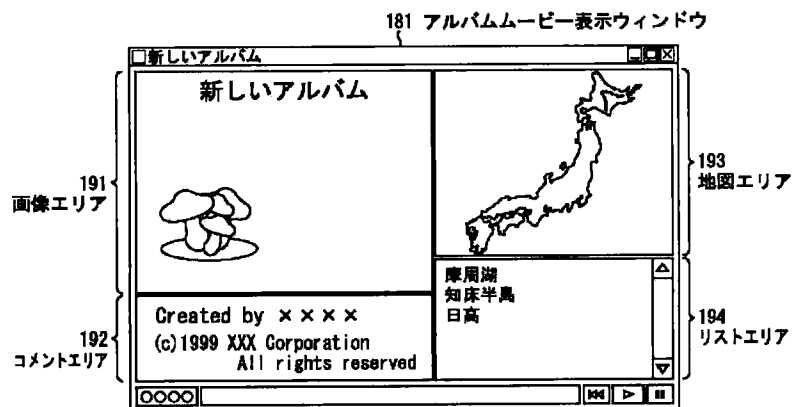 181 アルバムムービー表示ウィンドウ
新しいアルバム
新しいアルバム
191
画像エリア
193
地図エリア
摩周湖
知床半島
日高
194
リストエリア
Created by ××××
(c)1999 XXX Corporation
All rights reserved
192
コメントエリア
○○○○